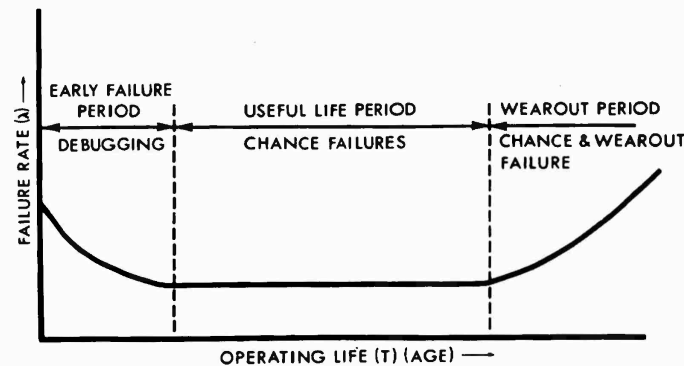 EARLY FAILURE
PERIOD
DEBUGGING
USEFUL LIFE PERIOD
CHANCE FAILURES
WEAROUT PERIOD
CHANCE & WEAROUT
FAILURE
FAILURE RATE (λ)
OPERATING LIFE (T) (AGE)